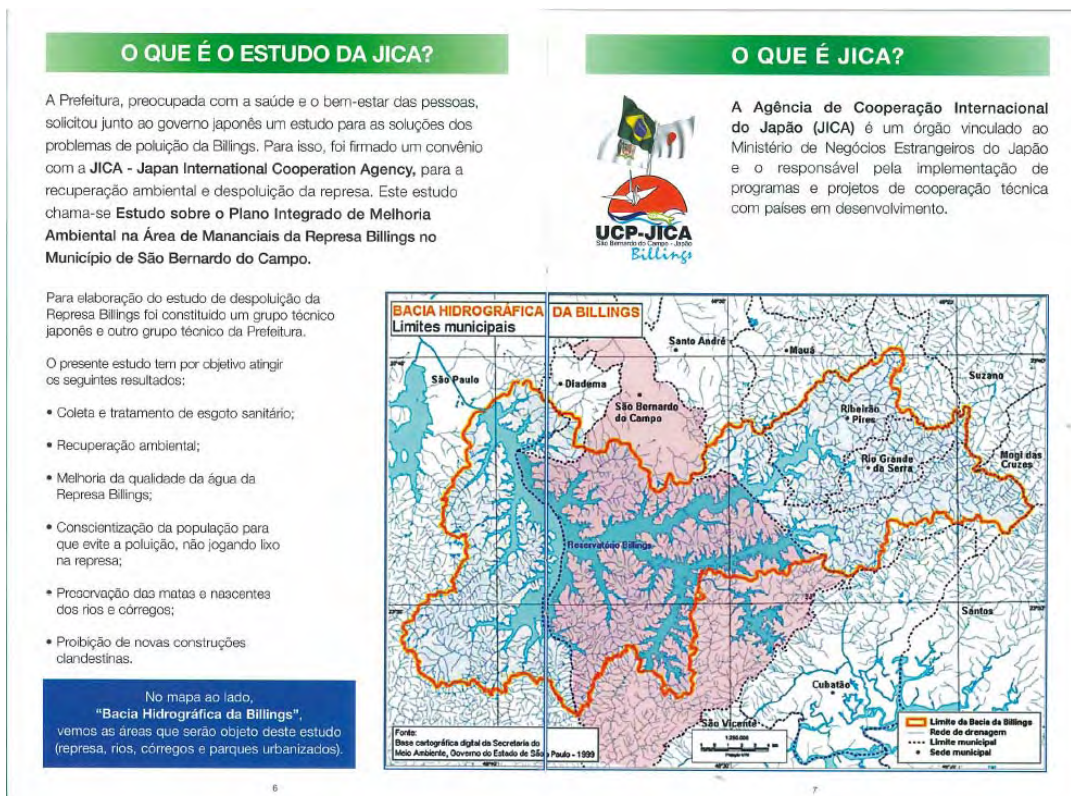 O QUE É O ESTUDO DA JICA?
A Prefeitura, preocupada com a saúde e o bem-estar das pessoas,
solicitou junto ao governo japonês um estudo para as soluções dos
problemas de poluição da Billings. Para isso, foi firmado um convênio
com a JICA - Japan International Cooperation Agency, para a
recuperação ambiental e despoluição da represa. Este estudo
chama-se Estudo sobre o Plano Integrado de Melhoria
Ambiental na Área de Mananciais da Represa Billings no
Município de São Bernardo do Campo.
Para elaboração do estudo de despoluição da
Represa Billings foi constituído um grupo técnico
japonês e outro grupo técnico da Prefeitura.
O presente estudo tem por objetivo atingir
os seguintes resultados:
• Coleta e tratamento de esgoto sanitário;
• Recuperação ambiental;
• Melhoria da qualidade da água da
Represa Billings;
• Conscientização da população para
que evite a poluição, não jogando lixo
na represa;
• Preservação das matas e nascentes
dos rios e córregos;
• Proibição de novas construções
clandestinas.
No mapa ao lado,
"Bacia Hidrográfica da Billings",
vemos as áreas que serão objeto deste estudo
(represa, rios, córregos e parques urbanizados).
6
O QUE É JICA?
UCP-JICA
São Bernardo do Campo - Japão
Billings
A Agência de Cooperação Internacional
do Japão (JICA) é um órgão vinculado ao
Ministério de Negócios Estrangeiros do Japão
e o responsável pela implementação de
programas e projetos de cooperação técnica
com países em desenvolvimento.
BACIA HIDROGRÁFICA DA BILLINGS
Limites municipais
Santo André
Mauá
Suzano
São Paulo
Diadema
São Bernardo
do Campo
Ribeirão
Pires
Rio Grande
da Serra
Mogi das
Cruzes
Reservatório Billings
Santos
Cubatão
São Vicente
Fonte:
Base cartográfica digital da Secretaria do
Meio Ambiente, Governo do Estado de São Paulo - 1999
1:250.000
Limite da Bacia da Billings
Rede de drenagem
Limite municipal
Sede municipal
7